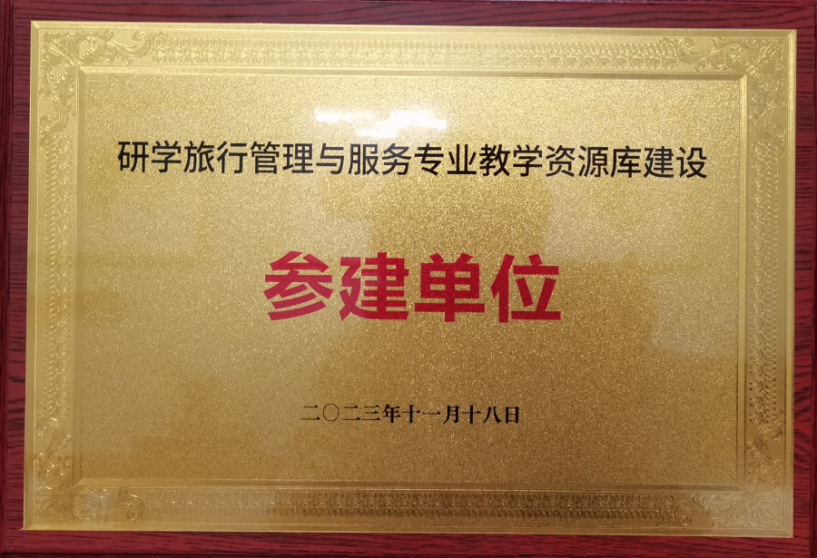 研学旅行管理与服务专业教学资源库建设
参建单位
二〇二三年十一月十八日